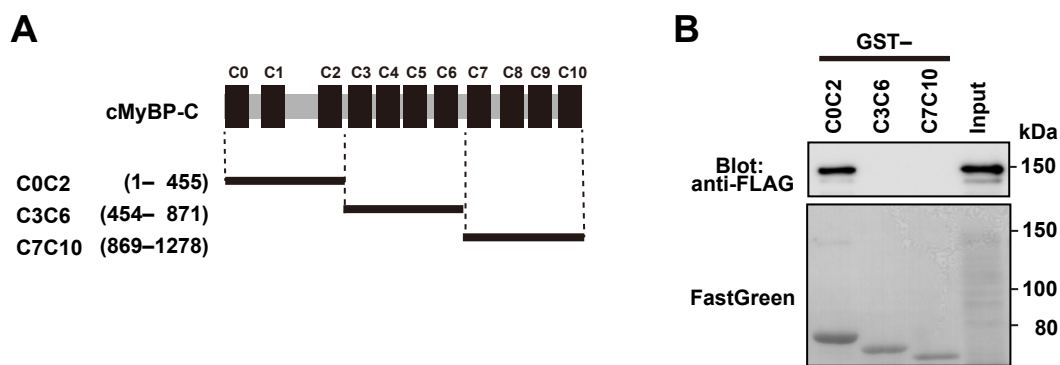 A
C0 C1 C2 C3 C4 C5 C6 C7 C8 C9 C10
cMyBP-C
C0C2 (1– 455)
C3C6 (454– 871)
C7C10 (869–1278)
B
GST–
C0C2 C3C6 C7C10 Input
kDa
Blot: anti-FLAG
150
FastGreen
150
100
80